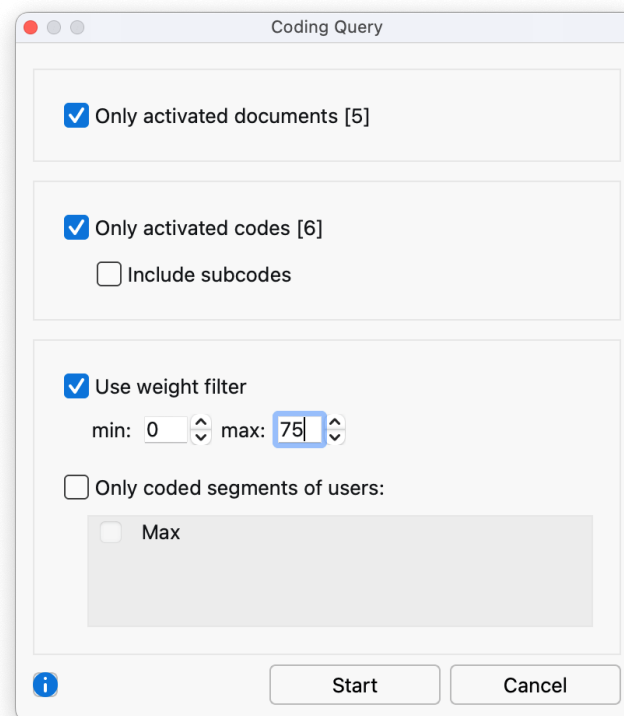 Coding Query
Only activated documents [5]
Only activated codes [6]
Include subcodes
Use weight filter
min: 0 max: 75
Only coded segments of users:
Max
Start Cancel